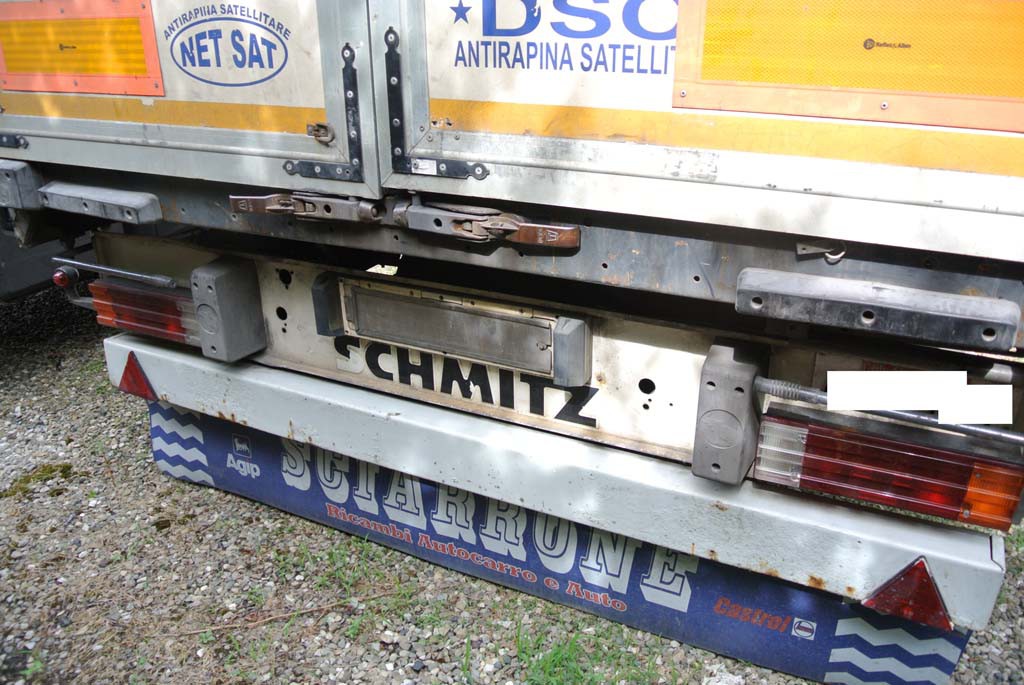 ANTIRAPINA SATELLITARE
NET SAT
DSC
ANTIRAPINA SATELLIT
SCHMITZ
Agip
SCIARRONE
Ricambi Autocarro e Auto
Castrol